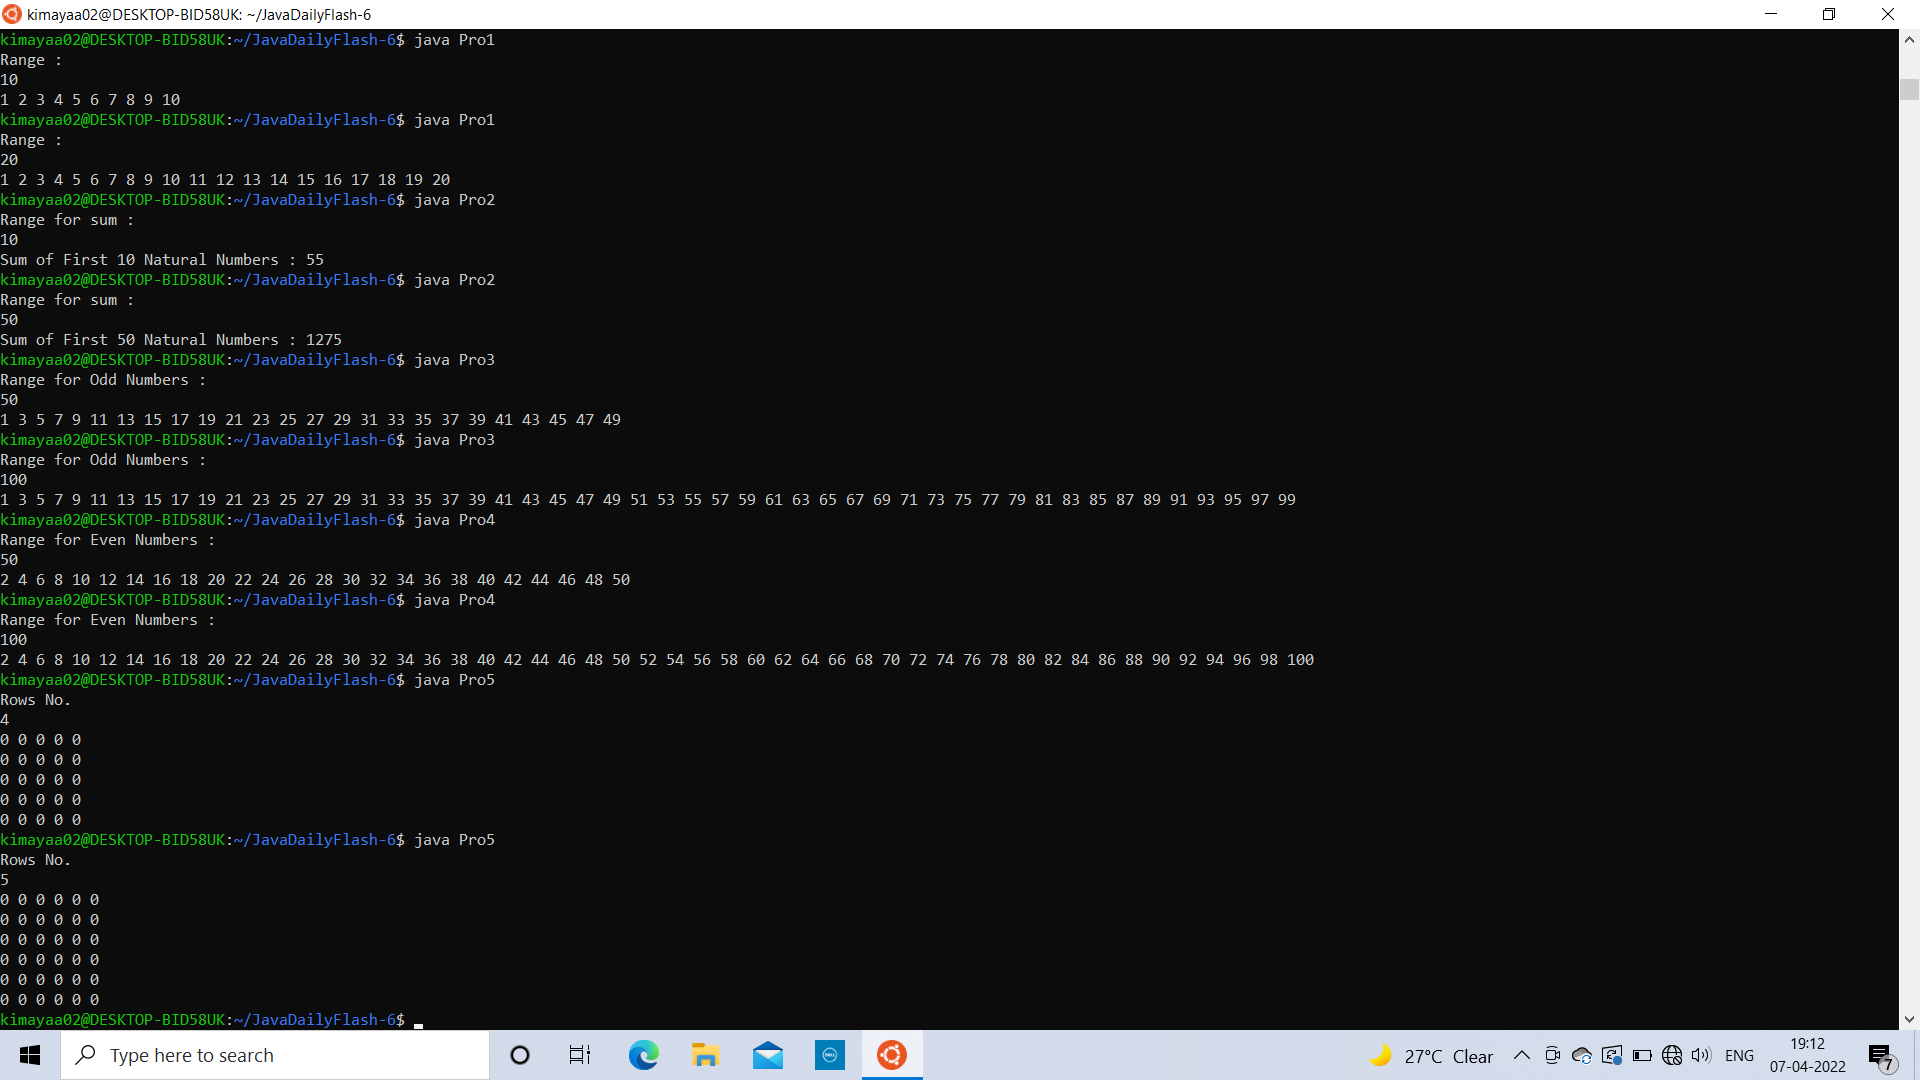 kimayaa02@DESKTOP-BID58UK: ~/JavaDailyFlash-6
kimayaa02@DESKTOP-BID58UK:~/JavaDailyFlash-6$ java Pro1
Range :
10
1 2 3 4 5 6 7 8 9 10
kimayaa02@DESKTOP-BID58UK:~/JavaDailyFlash-6$ java Pro1
Range :
20
1 2 3 4 5 6 7 8 9 10 11 12 13 14 15 16 17 18 19 20
kimayaa02@DESKTOP-BID58UK:~/JavaDailyFlash-6$ java Pro2
Range for sum :
10
Sum of First 10 Natural Numbers : 55
kimayaa02@DESKTOP-BID58UK:~/JavaDailyFlash-6$ java Pro2
Range for sum :
50
Sum of First 50 Natural Numbers : 1275
kimayaa02@DESKTOP-BID58UK:~/JavaDailyFlash-6$ java Pro3
Range for Odd Numbers :
50
1 3 5 7 9 11 13 15 17 19 21 23 25 27 29 31 33 35 37 39 41 43 45 47 49
kimayaa02@DESKTOP-BID58UK:~/JavaDailyFlash-6$ java Pro3
Range for Odd Numbers :
100
1 3 5 7 9 11 13 15 17 19 21 23 25 27 29 31 33 35 37 39 41 43 45 47 49 51 53 55 57 59 61 63 65 67 69 71 73 75 77 79 81 83 85 87 89 91 93 95 97 99
kimayaa02@DESKTOP-BID58UK:~/JavaDailyFlash-6$ java Pro4
Range for Even Numbers :
50
2 4 6 8 10 12 14 16 18 20 22 24 26 28 30 32 34 36 38 40 42 44 46 48 50
kimayaa02@DESKTOP-BID58UK:~/JavaDailyFlash-6$ java Pro4
Range for Even Numbers :
100
2 4 6 8 10 12 14 16 18 20 22 24 26 28 30 32 34 36 38 40 42 44 46 48 50 52 54 56 58 60 62 64 66 68 70 72 74 76 78 80 82 84 86 88 90 92 94 96 98 100
kimayaa02@DESKTOP-BID58UK:~/JavaDailyFlash-6$ java Pro5
Rows No.
4
0 0 0 0 0
0 0 0 0 0
0 0 0 0 0
0 0 0 0 0
0 0 0 0 0
kimayaa02@DESKTOP-BID58UK:~/JavaDailyFlash-6$ java Pro5
Rows No.
5
0 0 0 0 0 0
0 0 0 0 0 0
0 0 0 0 0 0
0 0 0 0 0 0
0 0 0 0 0 0
0 0 0 0 0 0
kimayaa02@DESKTOP-BID58UK:~/JavaDailyFlash-6$
Type here to search
DELL
27°C Clear
ENG
19:12
07-04-2022
7